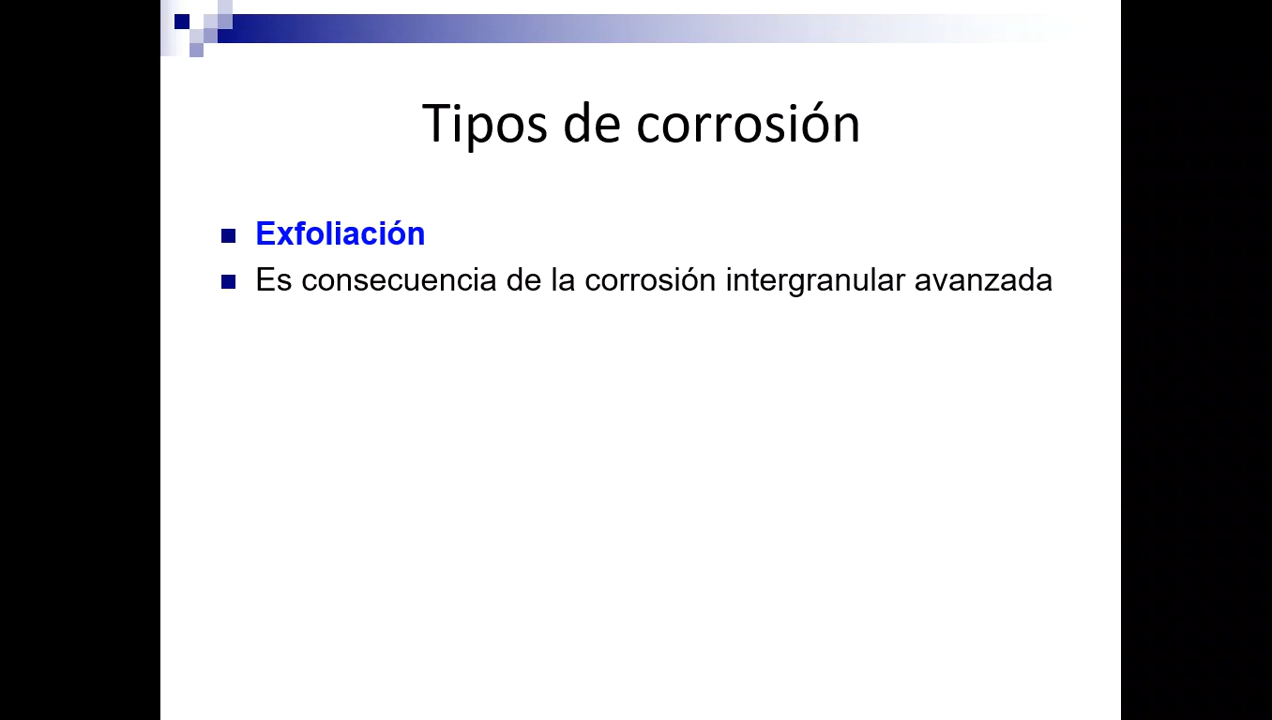 Tipos de corrosión
Exfoliación
Es consecuencia de la corrosión intergranular avanzada